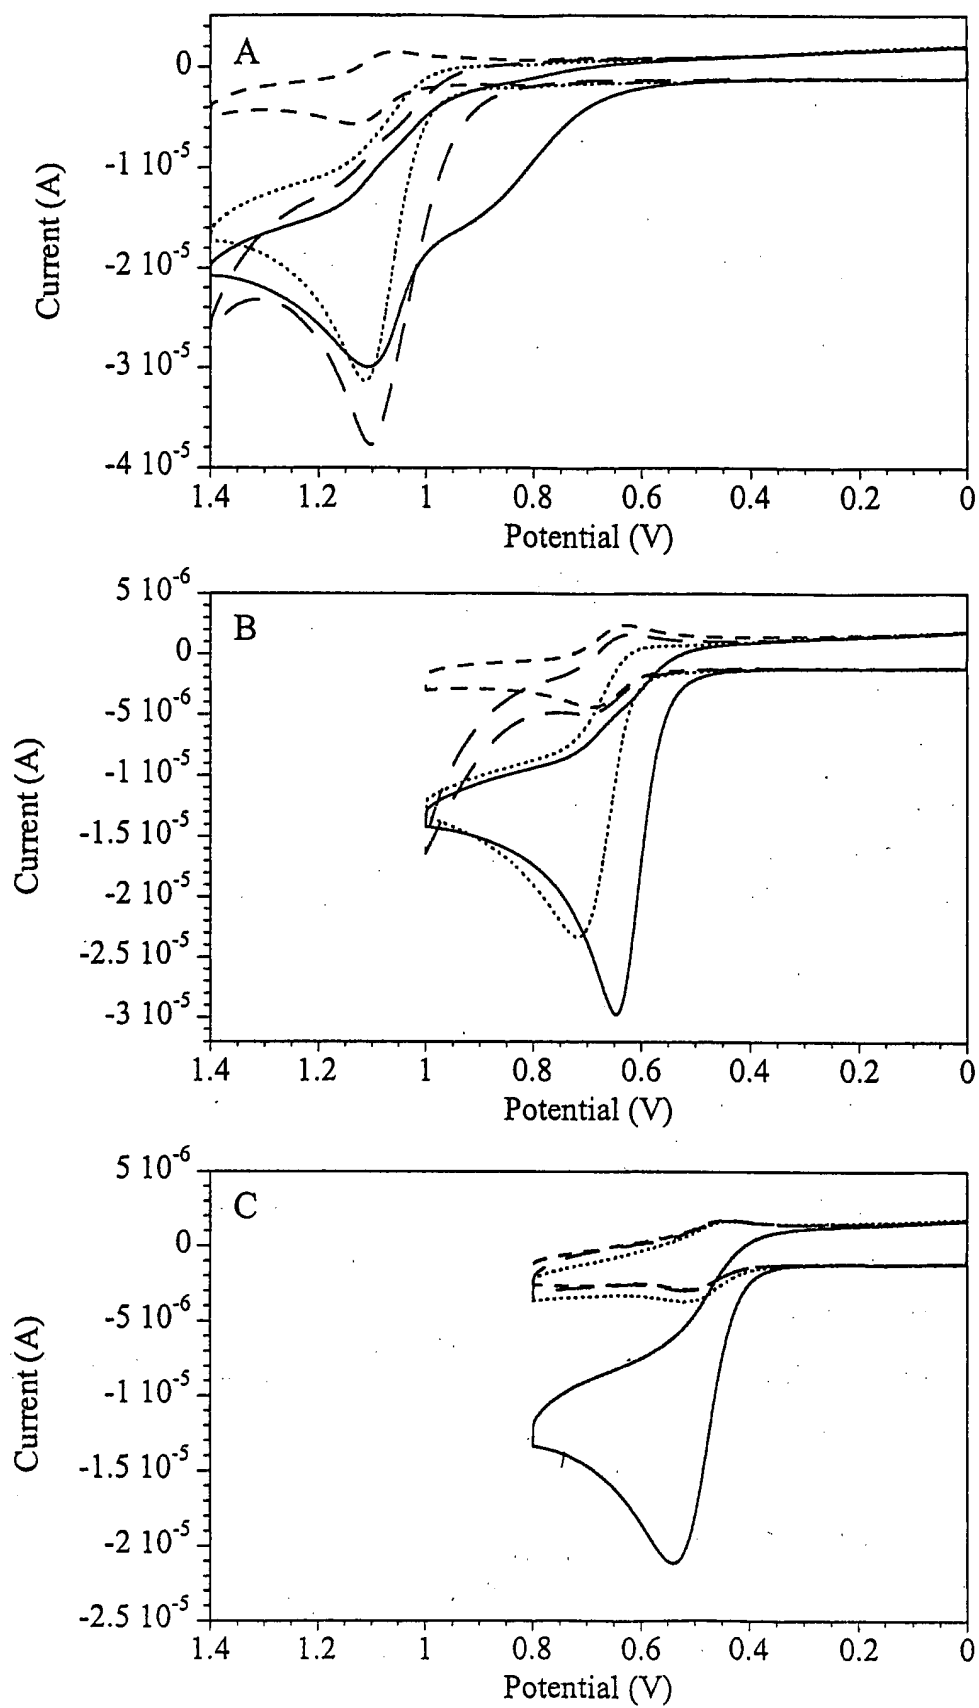 A
0
-1 10⁻⁵
-2 10⁻⁵
-3 10⁻⁵
-4 10⁻⁵
Current (A)
1.4 1.2 1 0.8 0.6 0.4 0.2 0
Potential (V)
B
5 10⁻⁶
0
-5 10⁻⁶
-1 10⁻⁵
-1.5 10⁻⁵
-2 10⁻⁵
-2.5 10⁻⁵
-3 10⁻⁵
Current (A)
1.4 1.2 1 0.8 0.6 0.4 0.2 0
Potential (V)
C
5 10⁻⁶
0
-5 10⁻⁶
-1 10⁻⁵
-1.5 10⁻⁵
-2 10⁻⁵
-2.5 10⁻⁵
Current (A)
1.4 1.2 1 0.8 0.6 0.4 0.2 0
Potential (V)